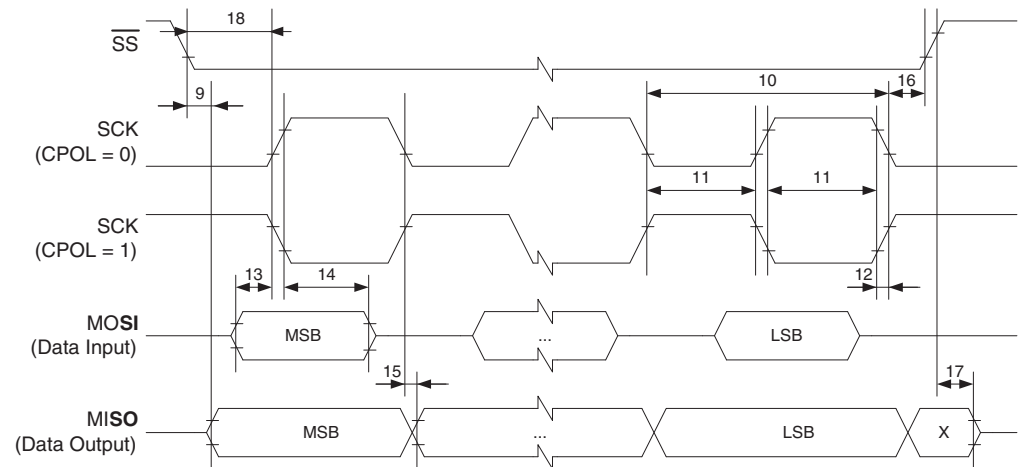 18
SS
10
9
16
SCK
(CPOL = 0)
11
11
SCK
(CPOL = 1)
13
14
12
MOSI
(Data Input)
MSB
...
LSB
15
17
MISO
(Data Output)
MSB
...
LSB
X